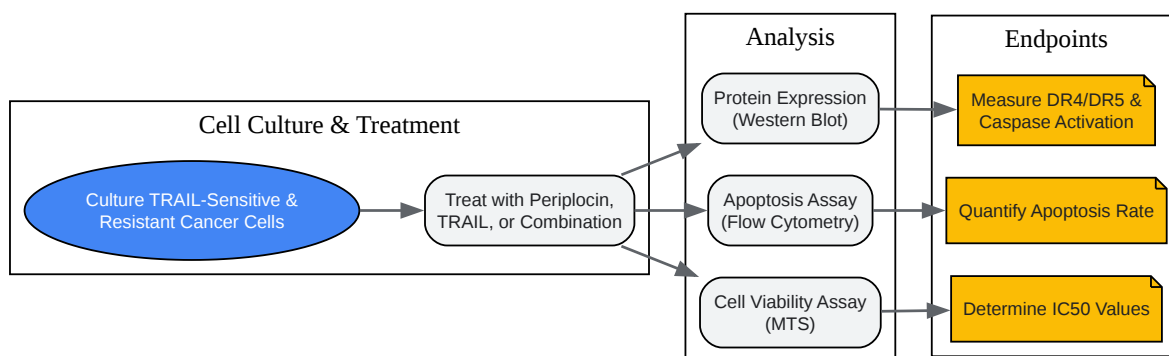 Cell Culture & Treatment
Culture TRAIL-Sensitive &
Resistant Cancer Cells
Treat with Periplocin,
TRAIL, or Combination
Analysis
Protein Expression
(Western Blot)
Apoptosis Assay
(Flow Cytometry)
Cell Viability Assay
(MTS)
Endpoints
Measure DR4/DR5 &
Caspase Activation
Quantify Apoptosis Rate
Determine IC50 Values